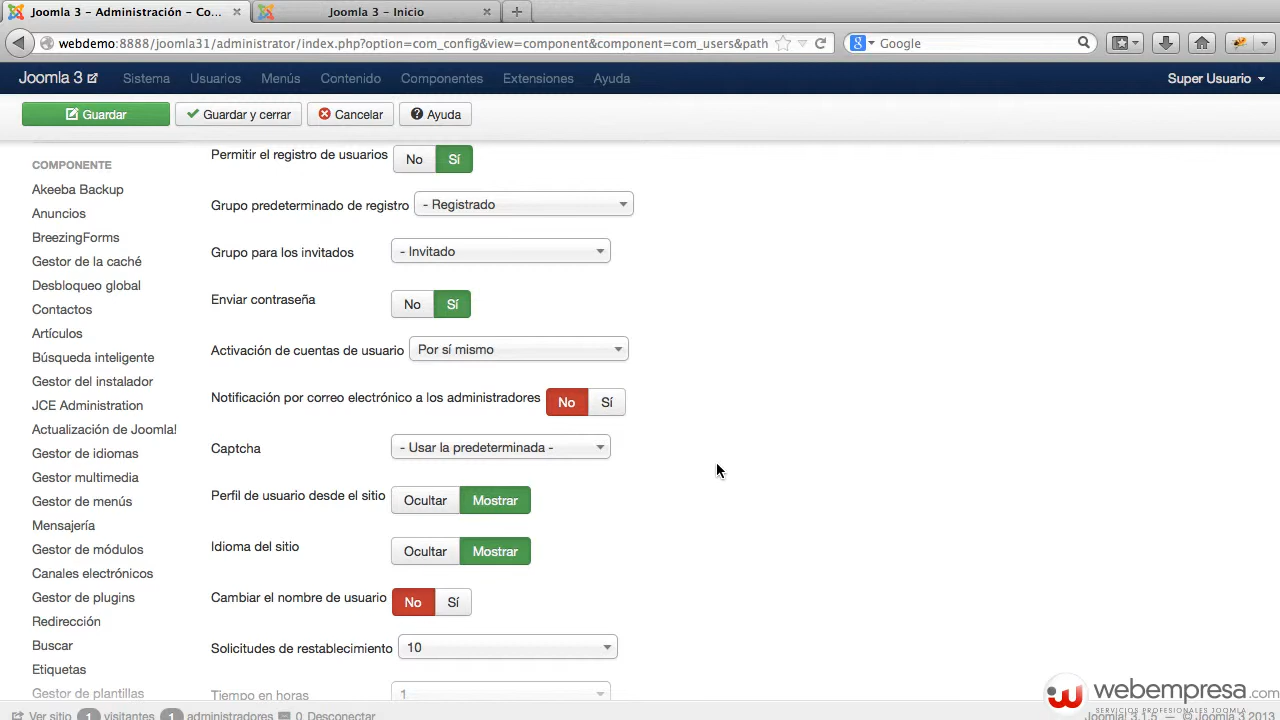 Joomla 3 – Administración – Co...
Joomla 3 – Inicio
webdemo:8888/joomla31/administrator/index.php?option=com_config&view=component&component=com_users&path
Google
Joomla 3 Sistema Usuarios Menús Contenido Componentes Extensiones Ayuda Super Usuario
Guardar Guardar y cerrar Cancelar Ayuda
COMPONENTE
Akeeba Backup
Anuncios
BreezingForms
Gestor de la caché
Desbloqueo global
Contactos
Artículos
Búsqueda inteligente
Gestor del instalador
JCE Administration
Actualización de Joomla!
Gestor de idiomas
Gestor multimedia
Gestor de menús
Mensajería
Gestor de módulos
Canales electrónicos
Gestor de plugins
Redirección
Buscar
Etiquetas
Gestor de plantillas
Permitir el registro de usuarios No Sí
Grupo predeterminado de registro - Registrado
Grupo para los invitados - Invitado
Enviar contraseña No Sí
Activación de cuentas de usuario Por sí mismo
Notificación por correo electrónico a los administradores No Sí
Captcha - Usar la predeterminada -
Perfil de usuario desde el sitio Ocultar Mostrar
Idioma del sitio Ocultar Mostrar
Cambiar el nombre de usuario No Sí
Solicitudes de restablecimiento 10
Tiempo en horas 1
webempresa.com
SERVICIOS PROFESIONALES JOOMLA
Ver sitio 1 visitantes 1 administradores 0 Desconectar
Joomla! 3.1.5 — © Joomla 3 2013